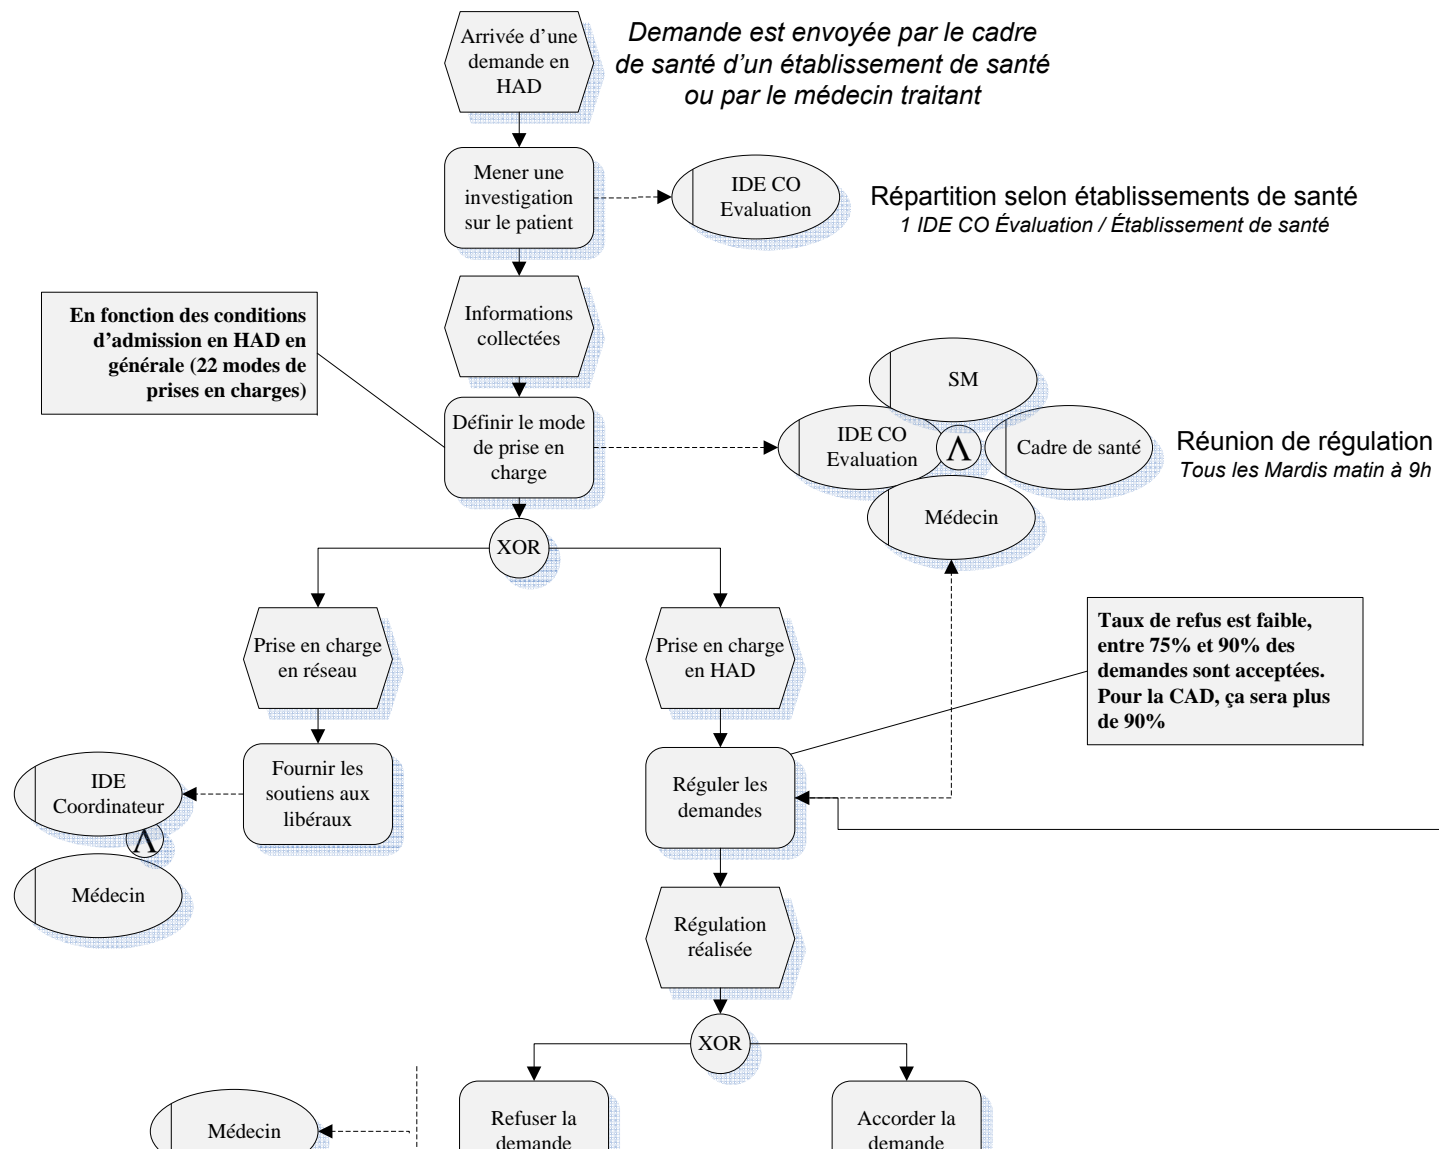 Arrivée d’une
demande en
HAD
Demande est envoyée par le cadre
de santé d’un établissement de santé
ou par le médecin traitant
Mener une
investigation
sur le patient
IDE CO
Evaluation
Répartition selon établissements de santé
1 IDE CO Évaluation / Établissement de santé
En fonction des conditions
d’admission en HAD en
générale (22 modes de
prises en charges)
Informations
collectées
Définir le mode
de prise en
charge
SM
IDE CO
Evaluation
Λ
Cadre de santé
Médecin
Réunion de régulation
Tous les Mardis matin à 9h
XOR
Prise en charge
en réseau
Prise en charge
en HAD
Taux de refus est faible,
entre 75% et 90% des
demandes sont acceptées.
Pour la CAD, ça sera plus
de 90%
IDE
Coordinateur
Λ
Médecin
Fournir les
soutiens aux
libéraux
Réguler les
demandes
Régulation
réalisée
XOR
Médecin
Refuser la
demande
Accorder la
demande